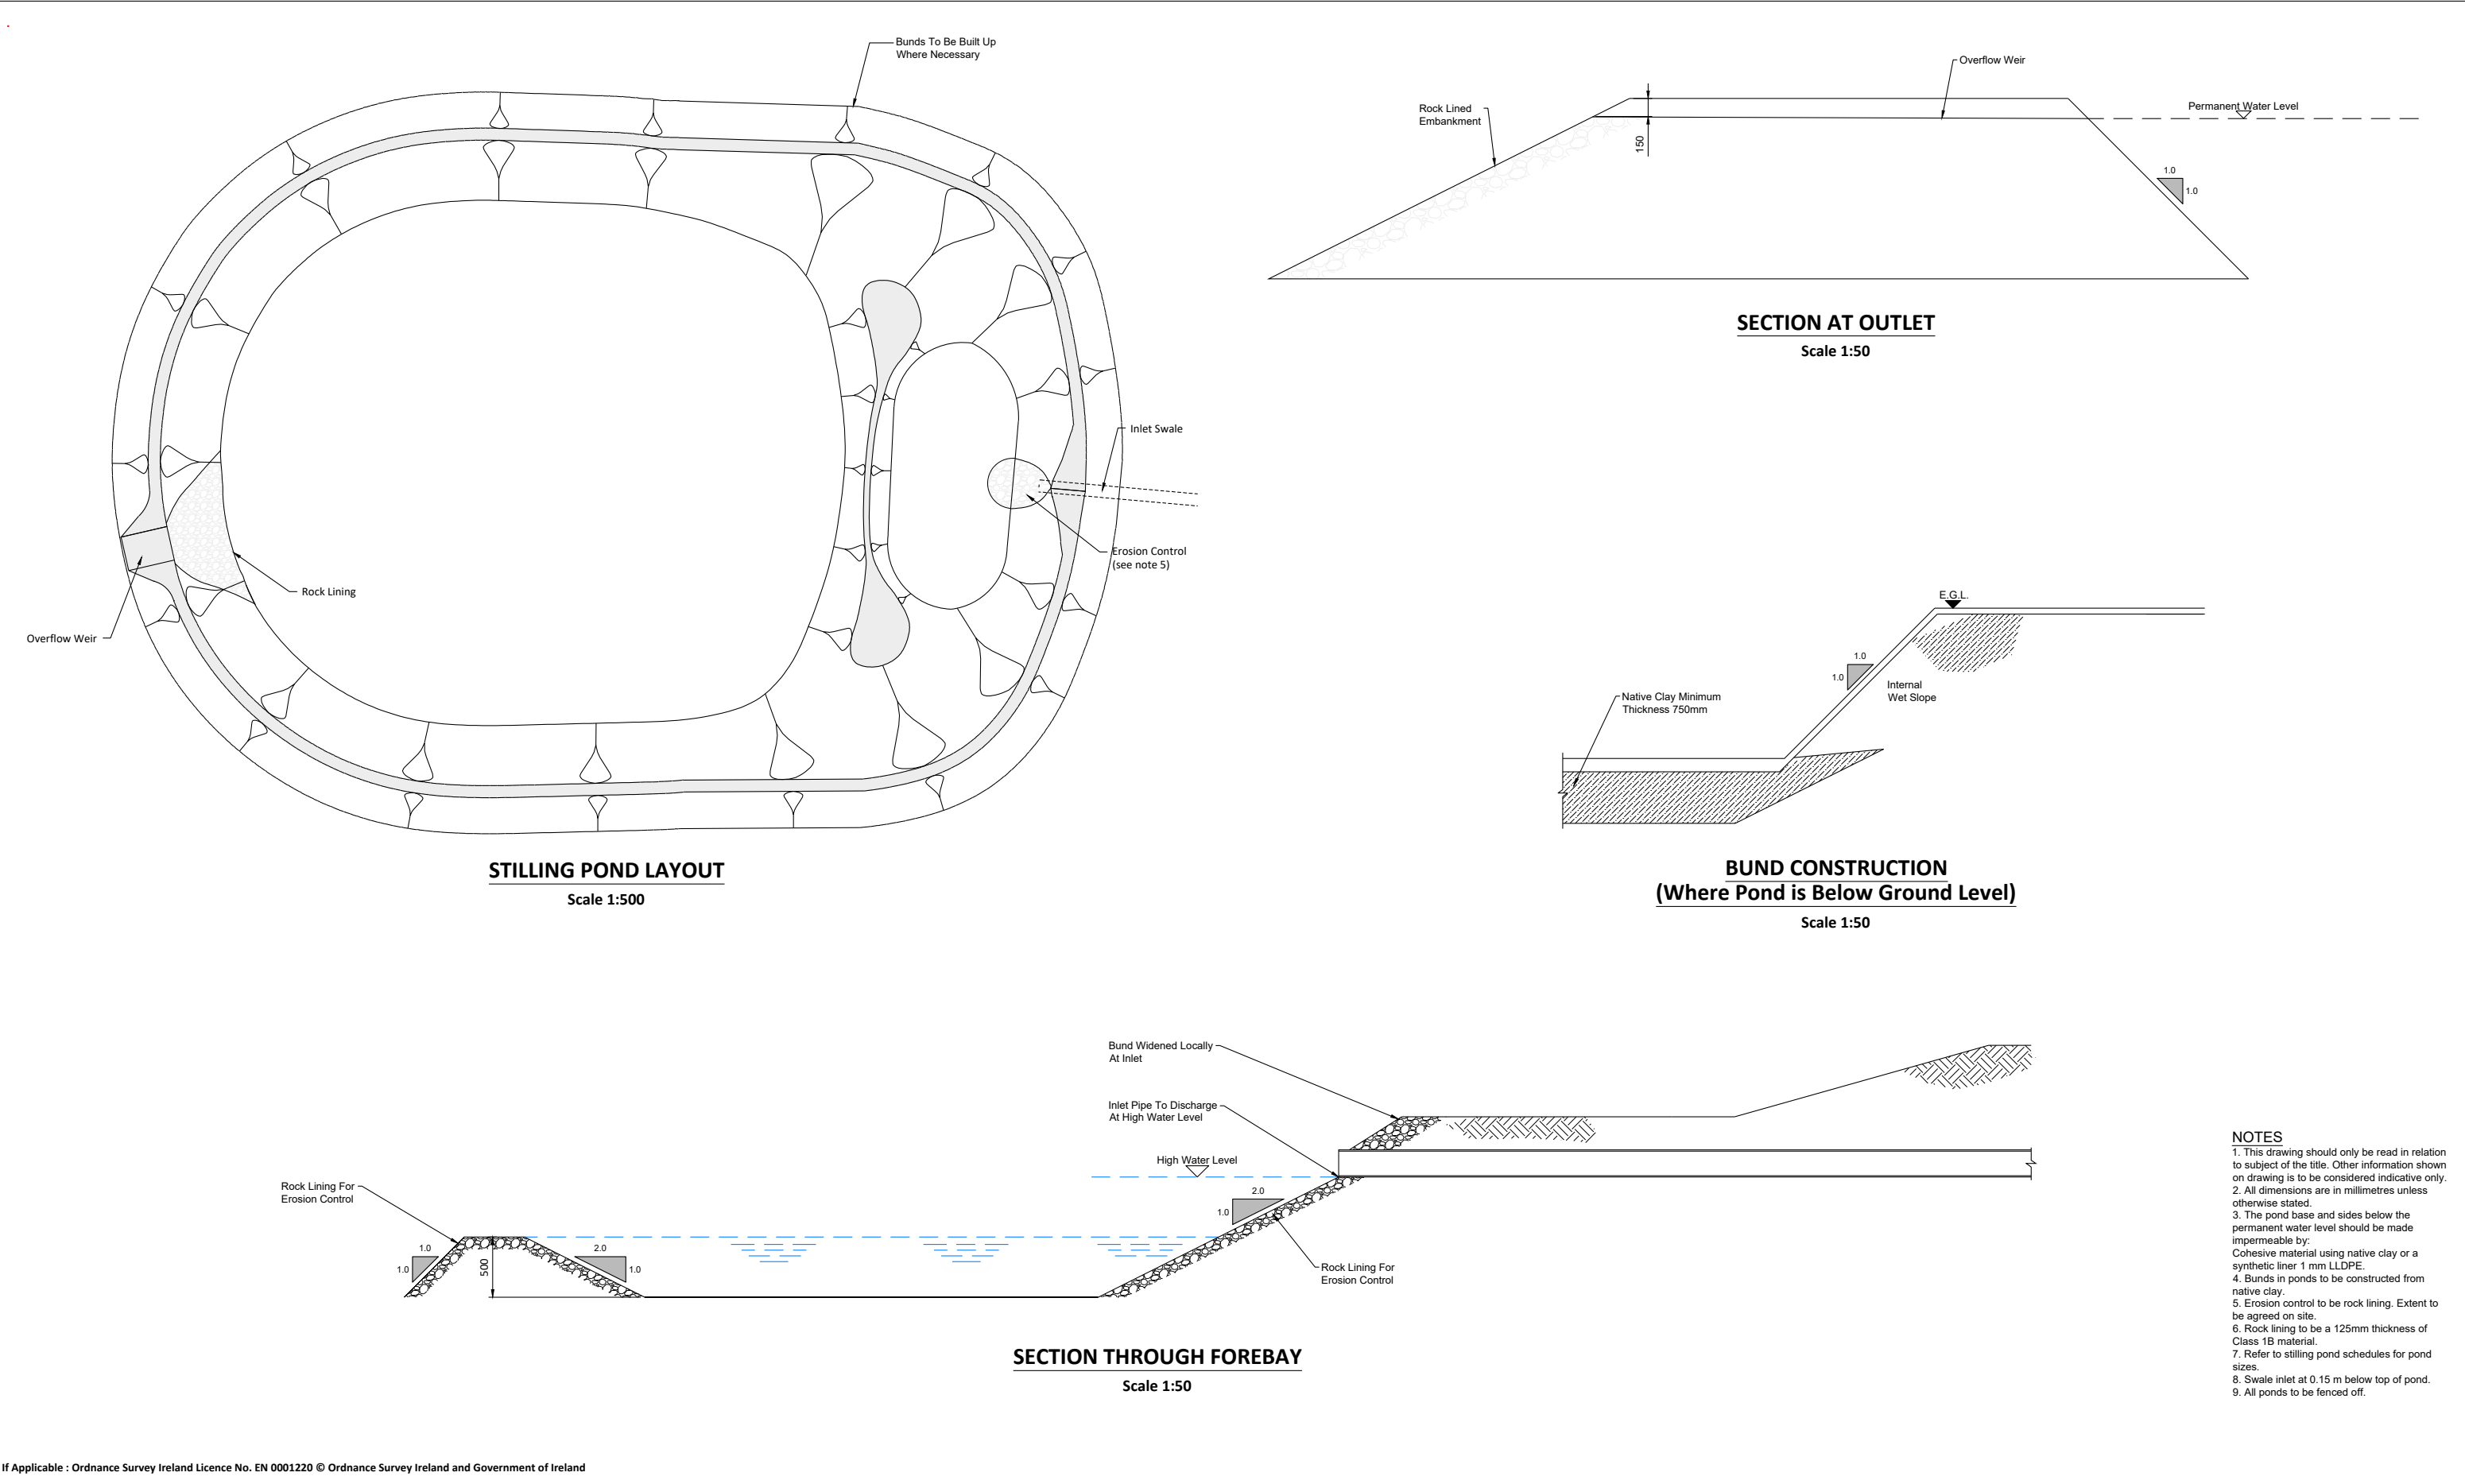 Bunds To Be Built Up
Where Necessary
Inlet Swale
Erosion Control
(see note 5)
Rock Lining
Overflow Weir
STILLING POND LAYOUT
Scale 1:500
Overflow Weir
Rock Lined
Embankment
Permanent Water Level
150
1.0
1.0
SECTION AT OUTLET
Scale 1:50
E.G.L.
1.0
1.0
Internal
Wet Slope
Native Clay Minimum
Thickness 750mm
BUND CONSTRUCTION
(Where Pond is Below Ground Level)
Scale 1:50
Bund Widened Locally
At Inlet
Inlet Pipe To Discharge
At High Water Level
High Water Level
Rock Lining For
Erosion Control
2.0
1.0
1.0
1.0
500
2.0
1.0
Rock Lining For
Erosion Control
SECTION THROUGH FOREBAY
Scale 1:50
NOTES
1. This drawing should only be read in relation
to subject of the title. Other information shown
on drawing is to be considered indicative only.
2. All dimensions are in millimetres unless
otherwise stated.
3. The pond base and sides below the
permanent water level should be made
impermeable by:
Cohesive material using native clay or a
synthetic liner 1 mm LLDPE.
4. Bunds in ponds to be constructed from
native clay.
5. Erosion control to be rock lining. Extent to
be agreed on site.
6. Rock lining to be a 125mm thickness of
Class 1B material.
7. Refer to stilling pond schedules for pond
sizes.
8. Swale inlet at 0.15 m below top of pond.
9. All ponds to be fenced off.
If Applicable : Ordnance Survey Ireland Licence No. EN 0001220 © Ordnance Survey Ireland and Government of Ireland